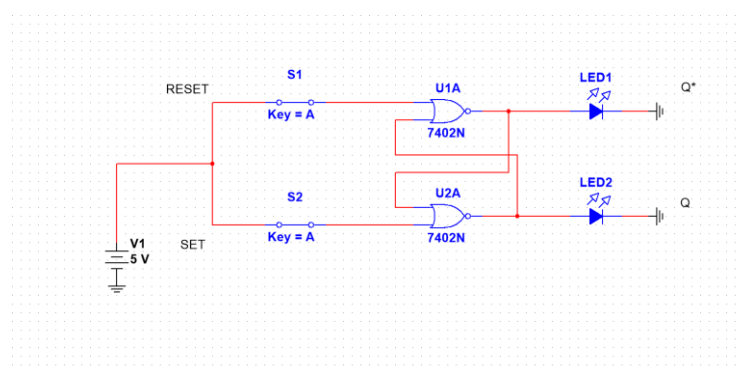 RESET
S1
Key = A
U1A
7402N
LED1
Q*
V1
5 V
SET
S2
Key = A
U2A
7402N
LED2
Q